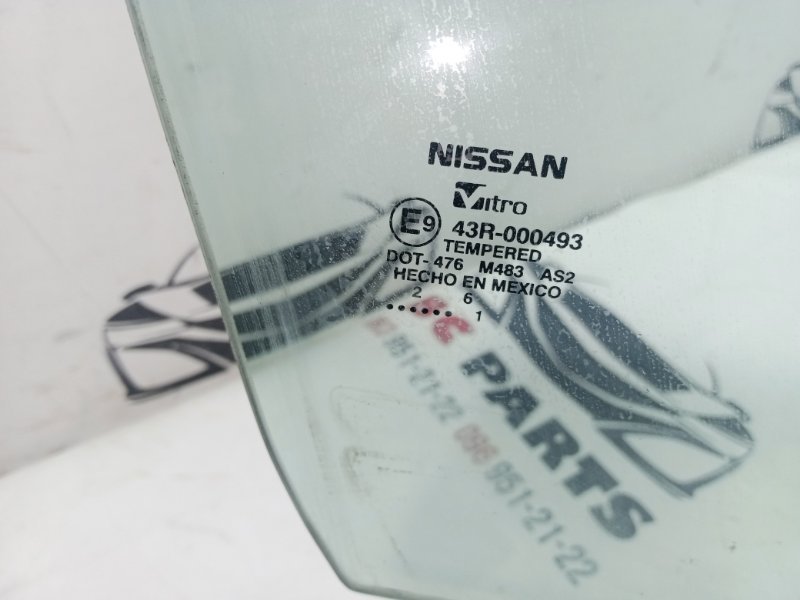 NISSAN
Vitro
E9 43R-000493
TEMPERED
DOT-476 M483 AS2
HECHO EN MEXICO
2 6
...... 1
PARTS
951-21-22 096 951-21-22